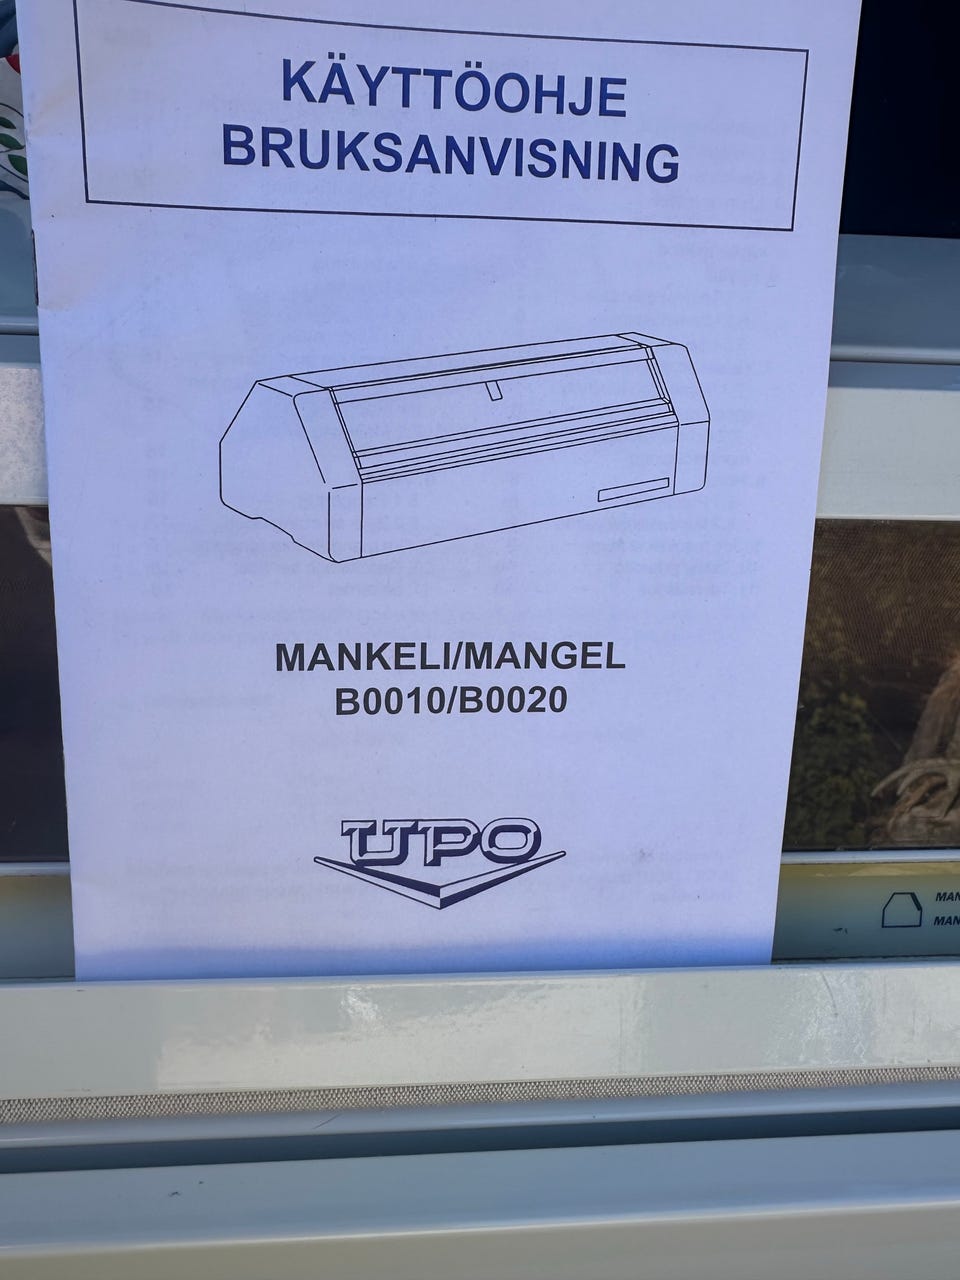 KÄYTTÖOHJE
BRUKSANVISNING
MANKELI/MANGEL
B0010/B0020
UPO